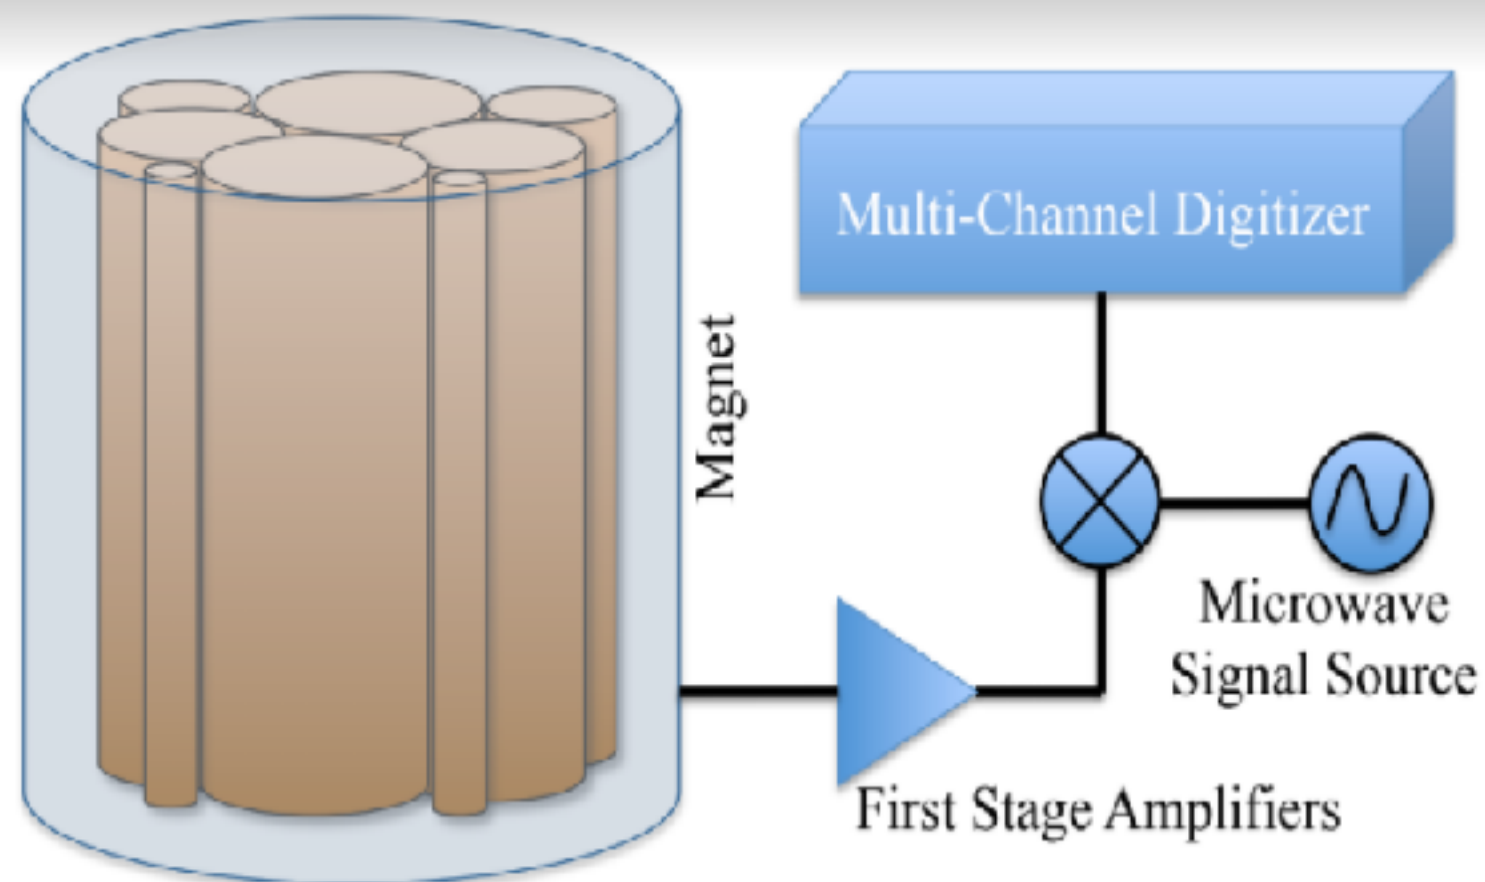 Multi-Channel Digitizer
Magnet
Microwave
Signal Source
First Stage Amplifiers